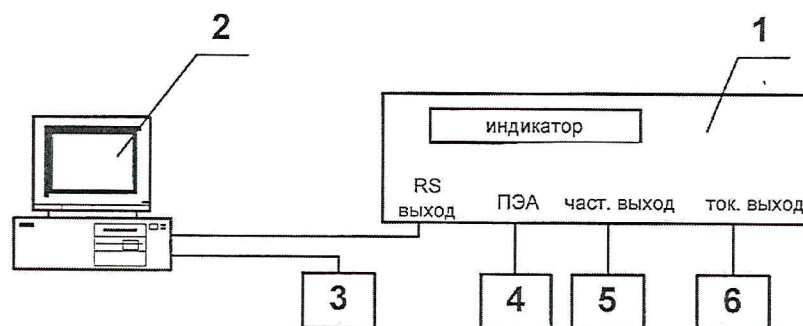 2
1
индикатор
RS
выход
ПЭА
част. выход
ток. выход
3
4
5
6